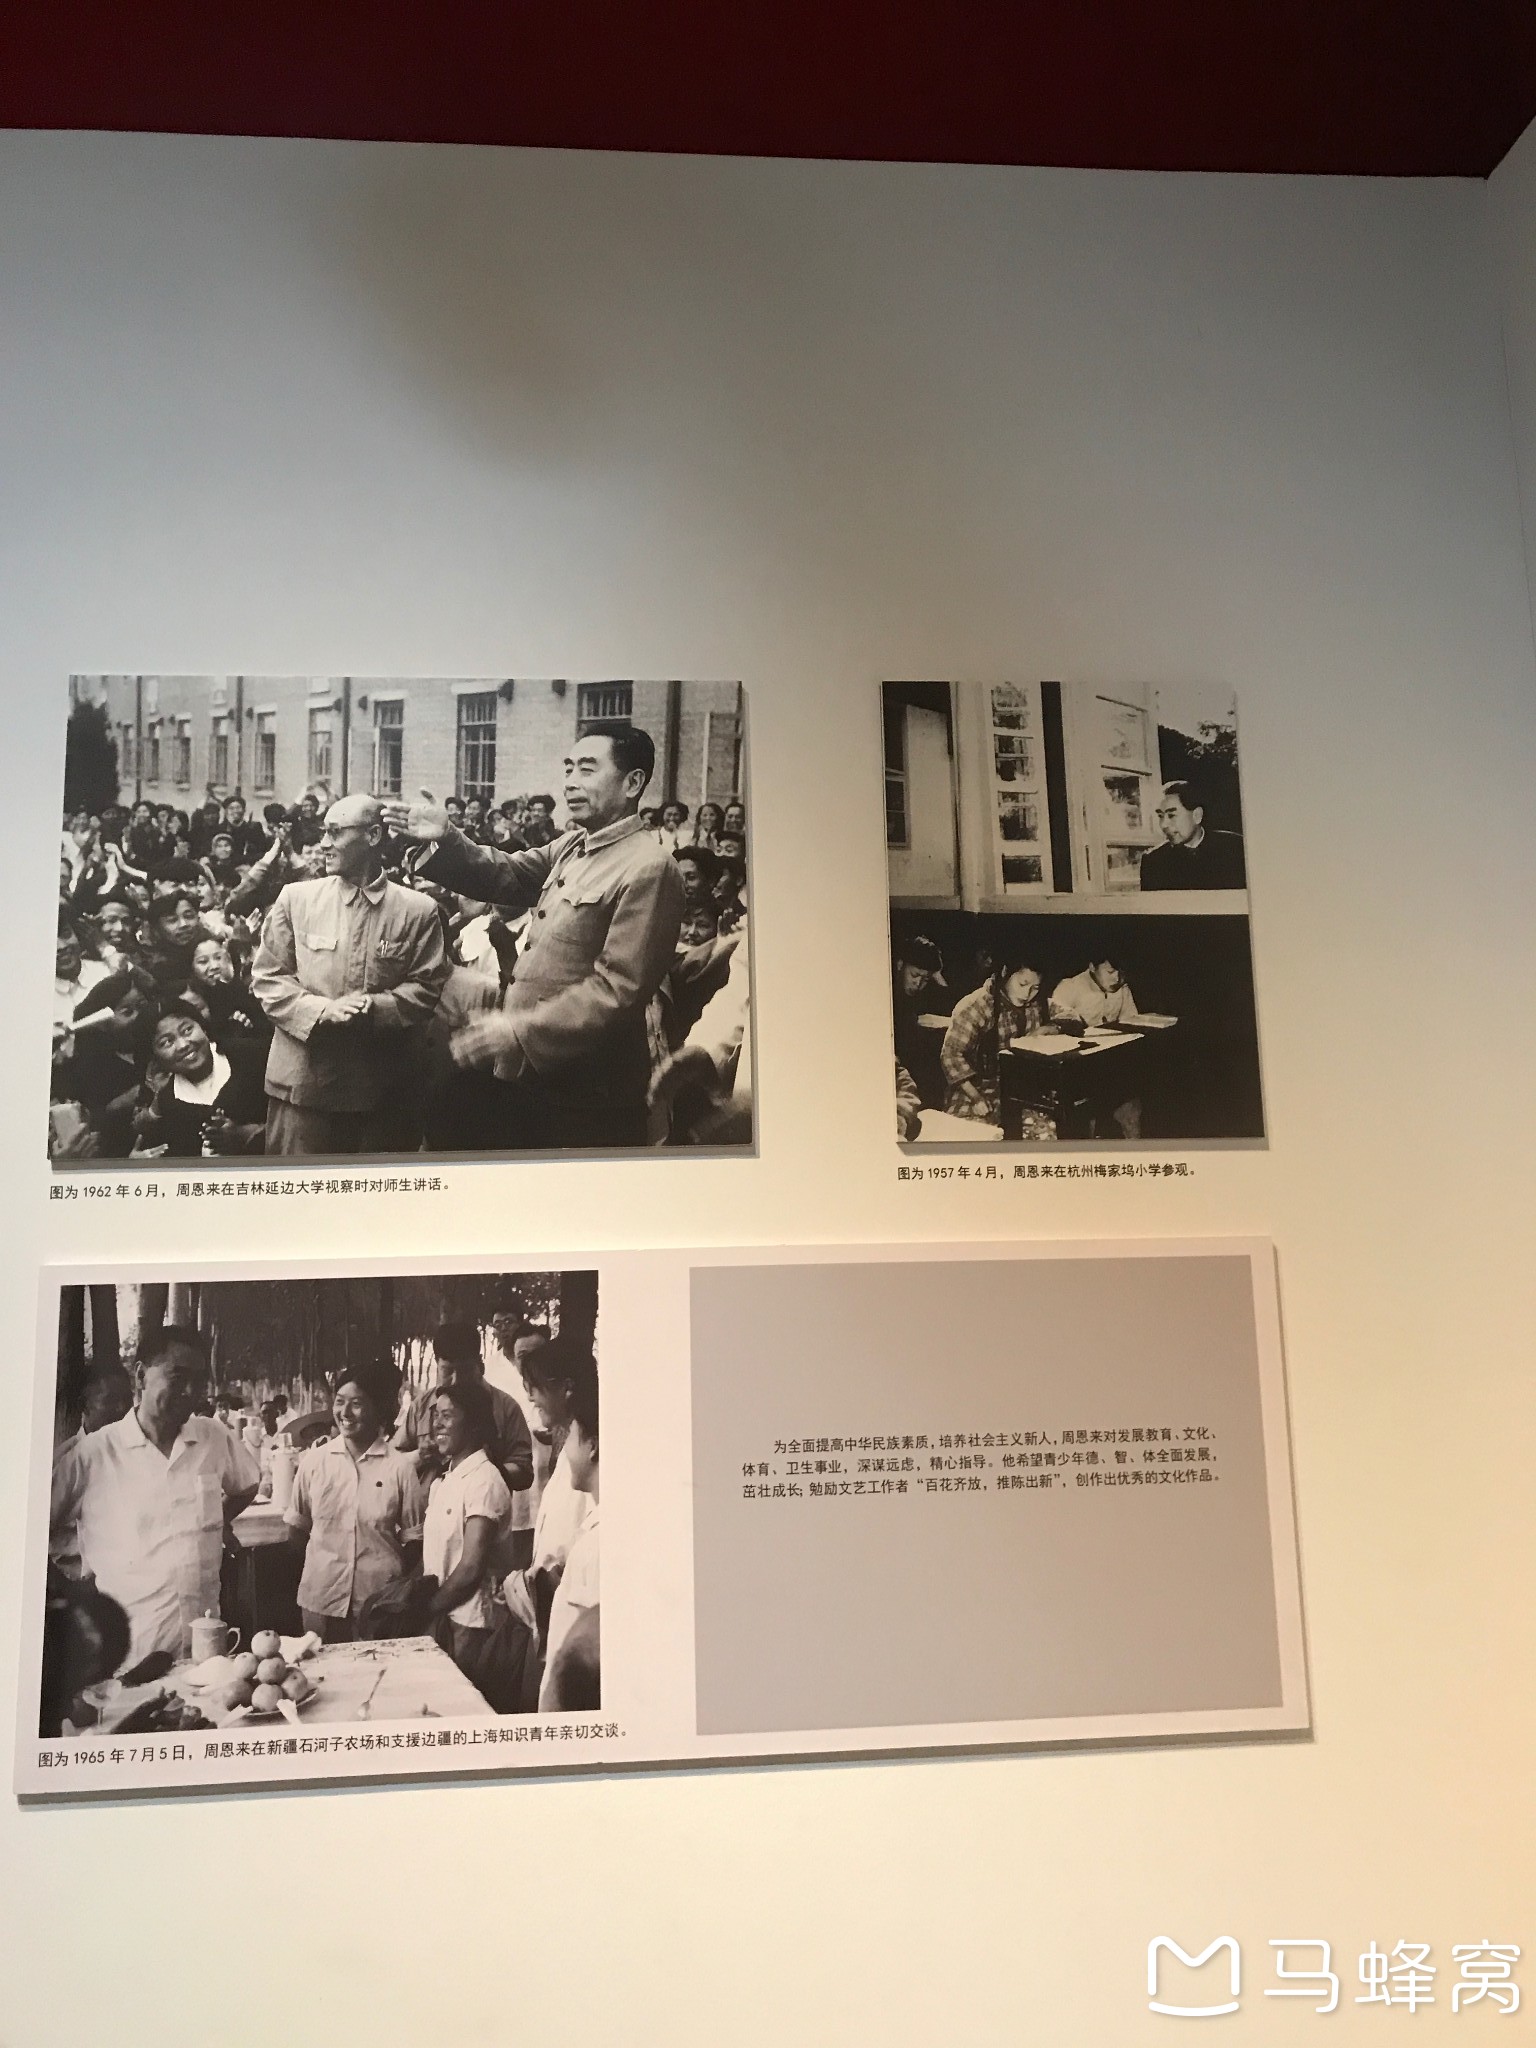 图为 1962 年 6 月，周恩来在吉林延边大学视察时对师生讲话。
图为 1957 年 4 月，周恩来在杭州梅家坞小学参观。
图为 1965 年 7 月 5 日，周恩来在新疆石河子农场和支援边疆的上海知识青年亲切交谈。
为全面提高中华民族素质，培养社会主义新人，周恩来对发展教育、文化、
体育、卫生事业，深谋远虑，精心指导。他希望青少年德、智、体全面发展，
茁壮成长；勉励文艺工作者“百花齐放，推陈出新”，创作出优秀的文化作品。
马蜂窝